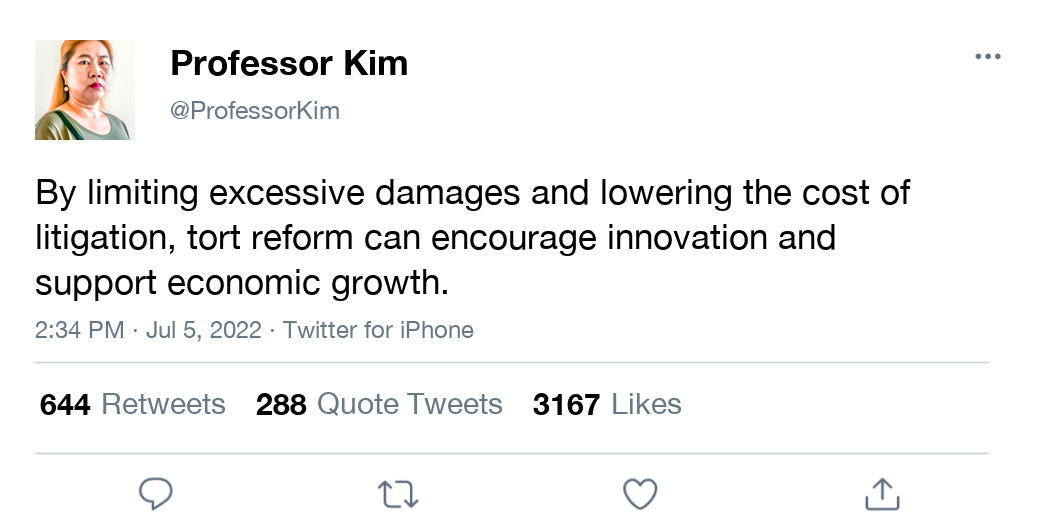 Professor Kim
@ProfessorKim
By limiting excessive damages and lowering the cost of
litigation, tort reform can encourage innovation and
support economic growth.
2:34 PM · Jul 5, 2022 · Twitter for iPhone
644 Retweets 288 Quote Tweets 3167 Likes